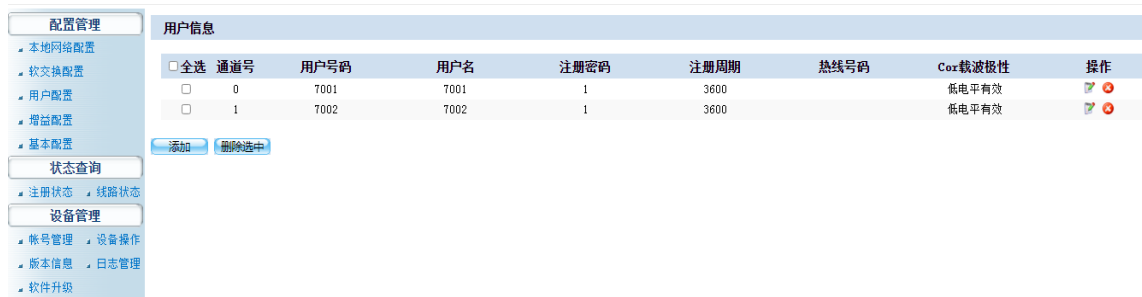 配置管理
本地网络配置
软交换配置
用户配置
增益配置
基本配置
状态查询
注册状态 线路状态
设备管理
帐号管理 设备操作
版本信息 日志管理
软件升级
用户信息
全选 通道号 用户号码 用户名 注册密码 注册周期 热线号码 Cor载波极性 操作
0 7001 7001 1 3600 低电平有效
1 7002 7002 1 3600 低电平有效
添加 删除选中